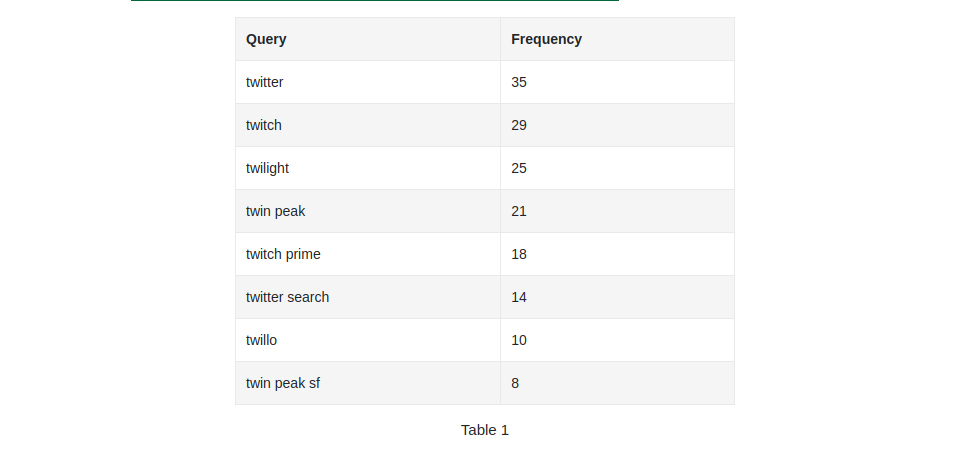 Query Frequency
twitter 35
twitch 29
twilight 25
twin peak 21
twitch prime 18
twitter search 14
twillo 10
twin peak sf 8
Table 1